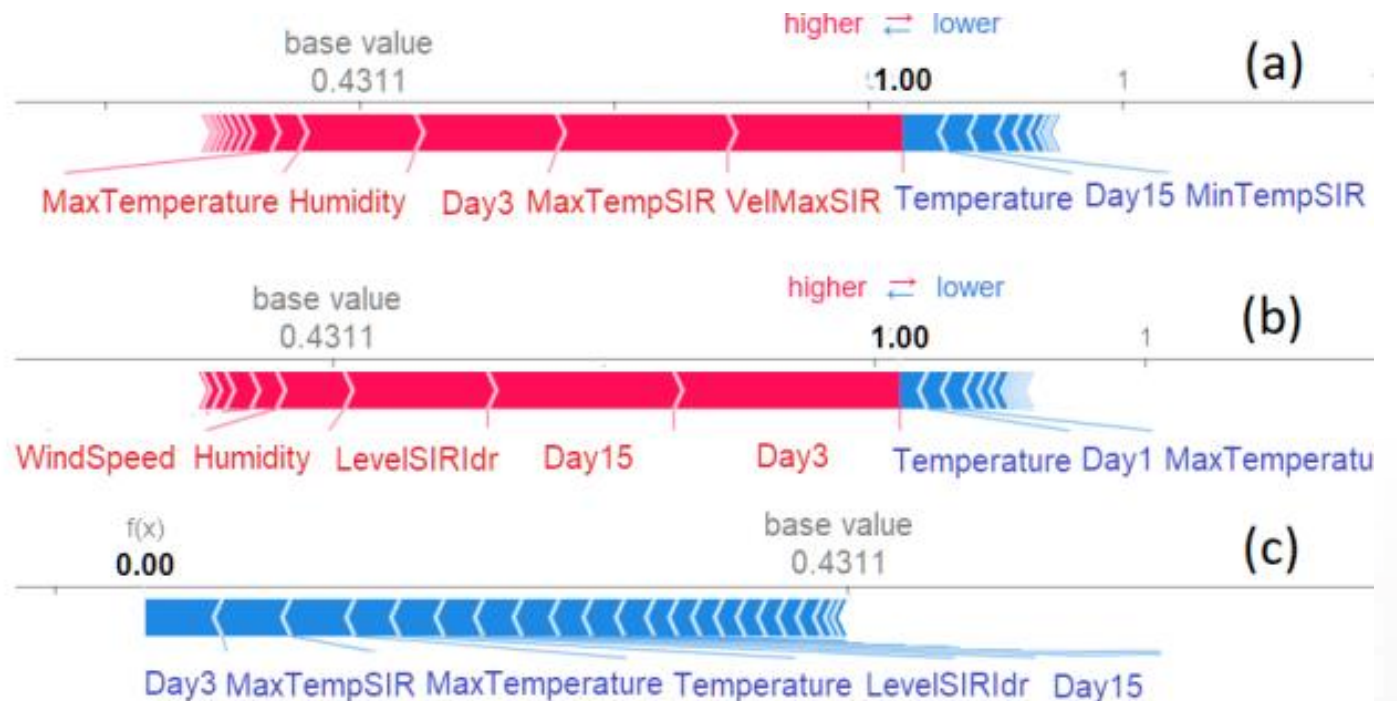 higher ⇄ lower
base value
(a)
0.4311
1.00
1
MaxTemperature Humidity Day3 MaxTempSIR VelMaxSIR Temperature Day15 MinTempSIR
higher ⇄ lower
base value
(b)
0.4311
1.00
1
WindSpeed Humidity LevelSIRIdr Day15 Day3 Temperature Day1 MaxTemperatu
f(x)
base value
(c)
0.00
0.4311
Day3 MaxTempSIR MaxTemperature Temperature LevelSIRIdr Day15